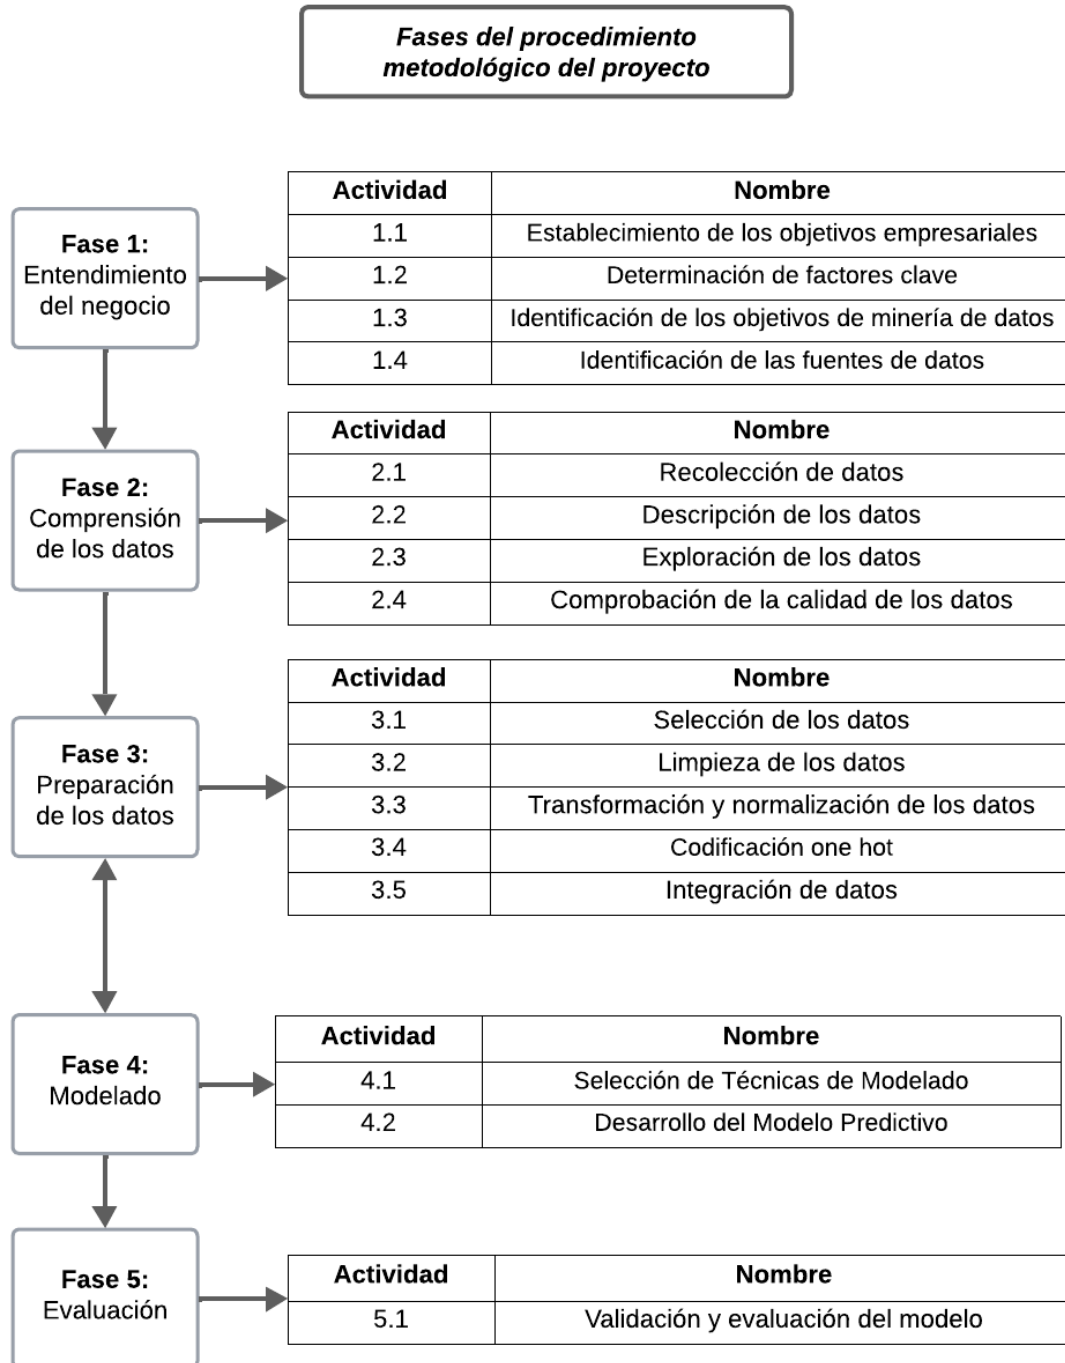 Fases del procedimiento
metodológico del proyecto
Fase 1:
Entendimiento
del negocio
Actividad Nombre
1.1 Establecimiento de los objetivos empresariales
1.2 Determinación de factores clave
1.3 Identificación de los objetivos de minería de datos
1.4 Identificación de las fuentes de datos
Fase 2:
Comprensión
de los datos
Actividad Nombre
2.1 Recolección de datos
2.2 Descripción de los datos
2.3 Exploración de los datos
2.4 Comprobación de la calidad de los datos
Fase 3:
Preparación
de los datos
Actividad Nombre
3.1 Selección de los datos
3.2 Limpieza de los datos
3.3 Transformación y normalización de los datos
3.4 Codificación one hot
3.5 Integración de datos
Fase 4:
Modelado
Actividad Nombre
4.1 Selección de Técnicas de Modelado
4.2 Desarrollo del Modelo Predictivo
Fase 5:
Evaluación
Actividad Nombre
5.1 Validación y evaluación del modelo